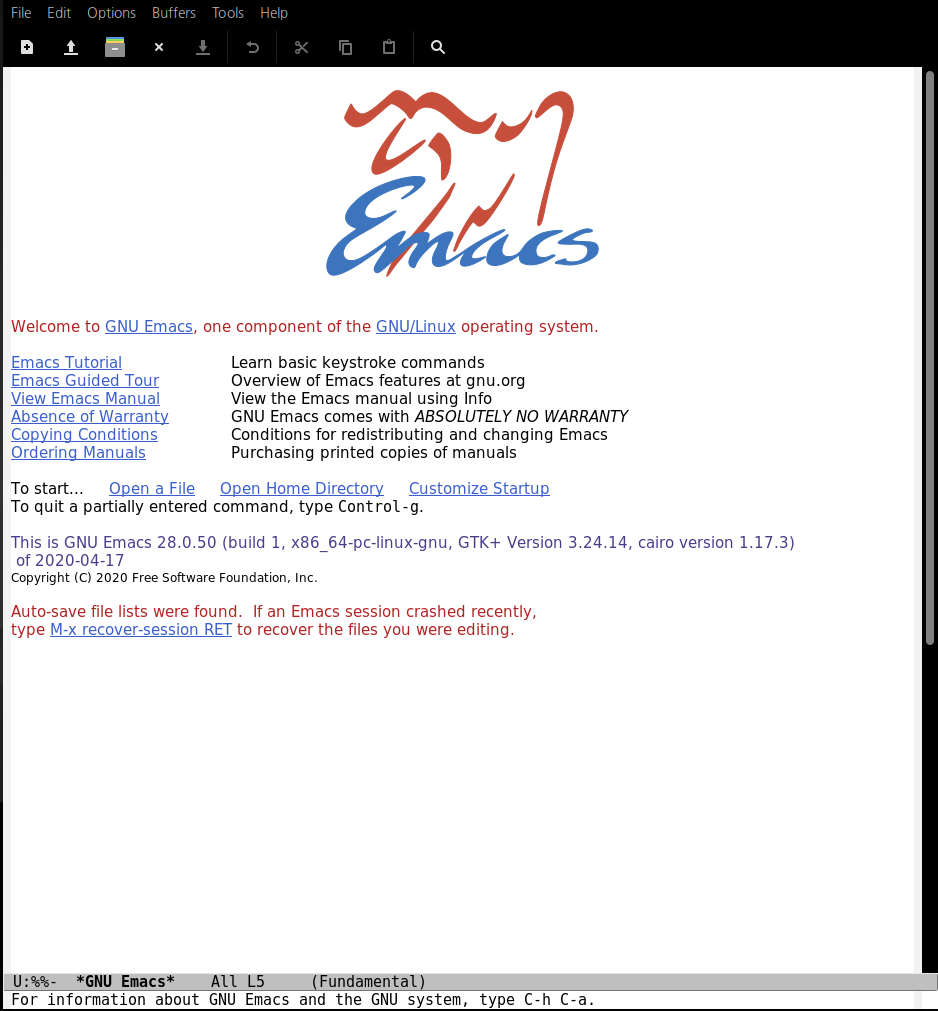 File Edit Options Buffers Tools Help
Emacs
Welcome to GNU Emacs, one component of the GNU/Linux operating system.
Emacs Tutorial Learn basic keystroke commands
Emacs Guided Tour Overview of Emacs features at gnu.org
View Emacs Manual View the Emacs manual using Info
Absence of Warranty GNU Emacs comes with ABSOLUTELY NO WARRANTY
Copying Conditions Conditions for redistributing and changing Emacs
Ordering Manuals Purchasing printed copies of manuals
To start... Open a File Open Home Directory Customize Startup
To quit a partially entered command, type Control-g.
This is GNU Emacs 28.0.50 (build 1, x86_64-pc-linux-gnu, GTK+ Version 3.24.14, cairo version 1.17.3)
of 2020-04-17
Copyright (C) 2020 Free Software Foundation, Inc.
Auto-save file lists were found. If an Emacs session crashed recently,
type M-x recover-session RET to recover the files you were editing.
U:%%- *GNU Emacs* All L5 (Fundamental)
For information about GNU Emacs and the GNU system, type C-h C-a.